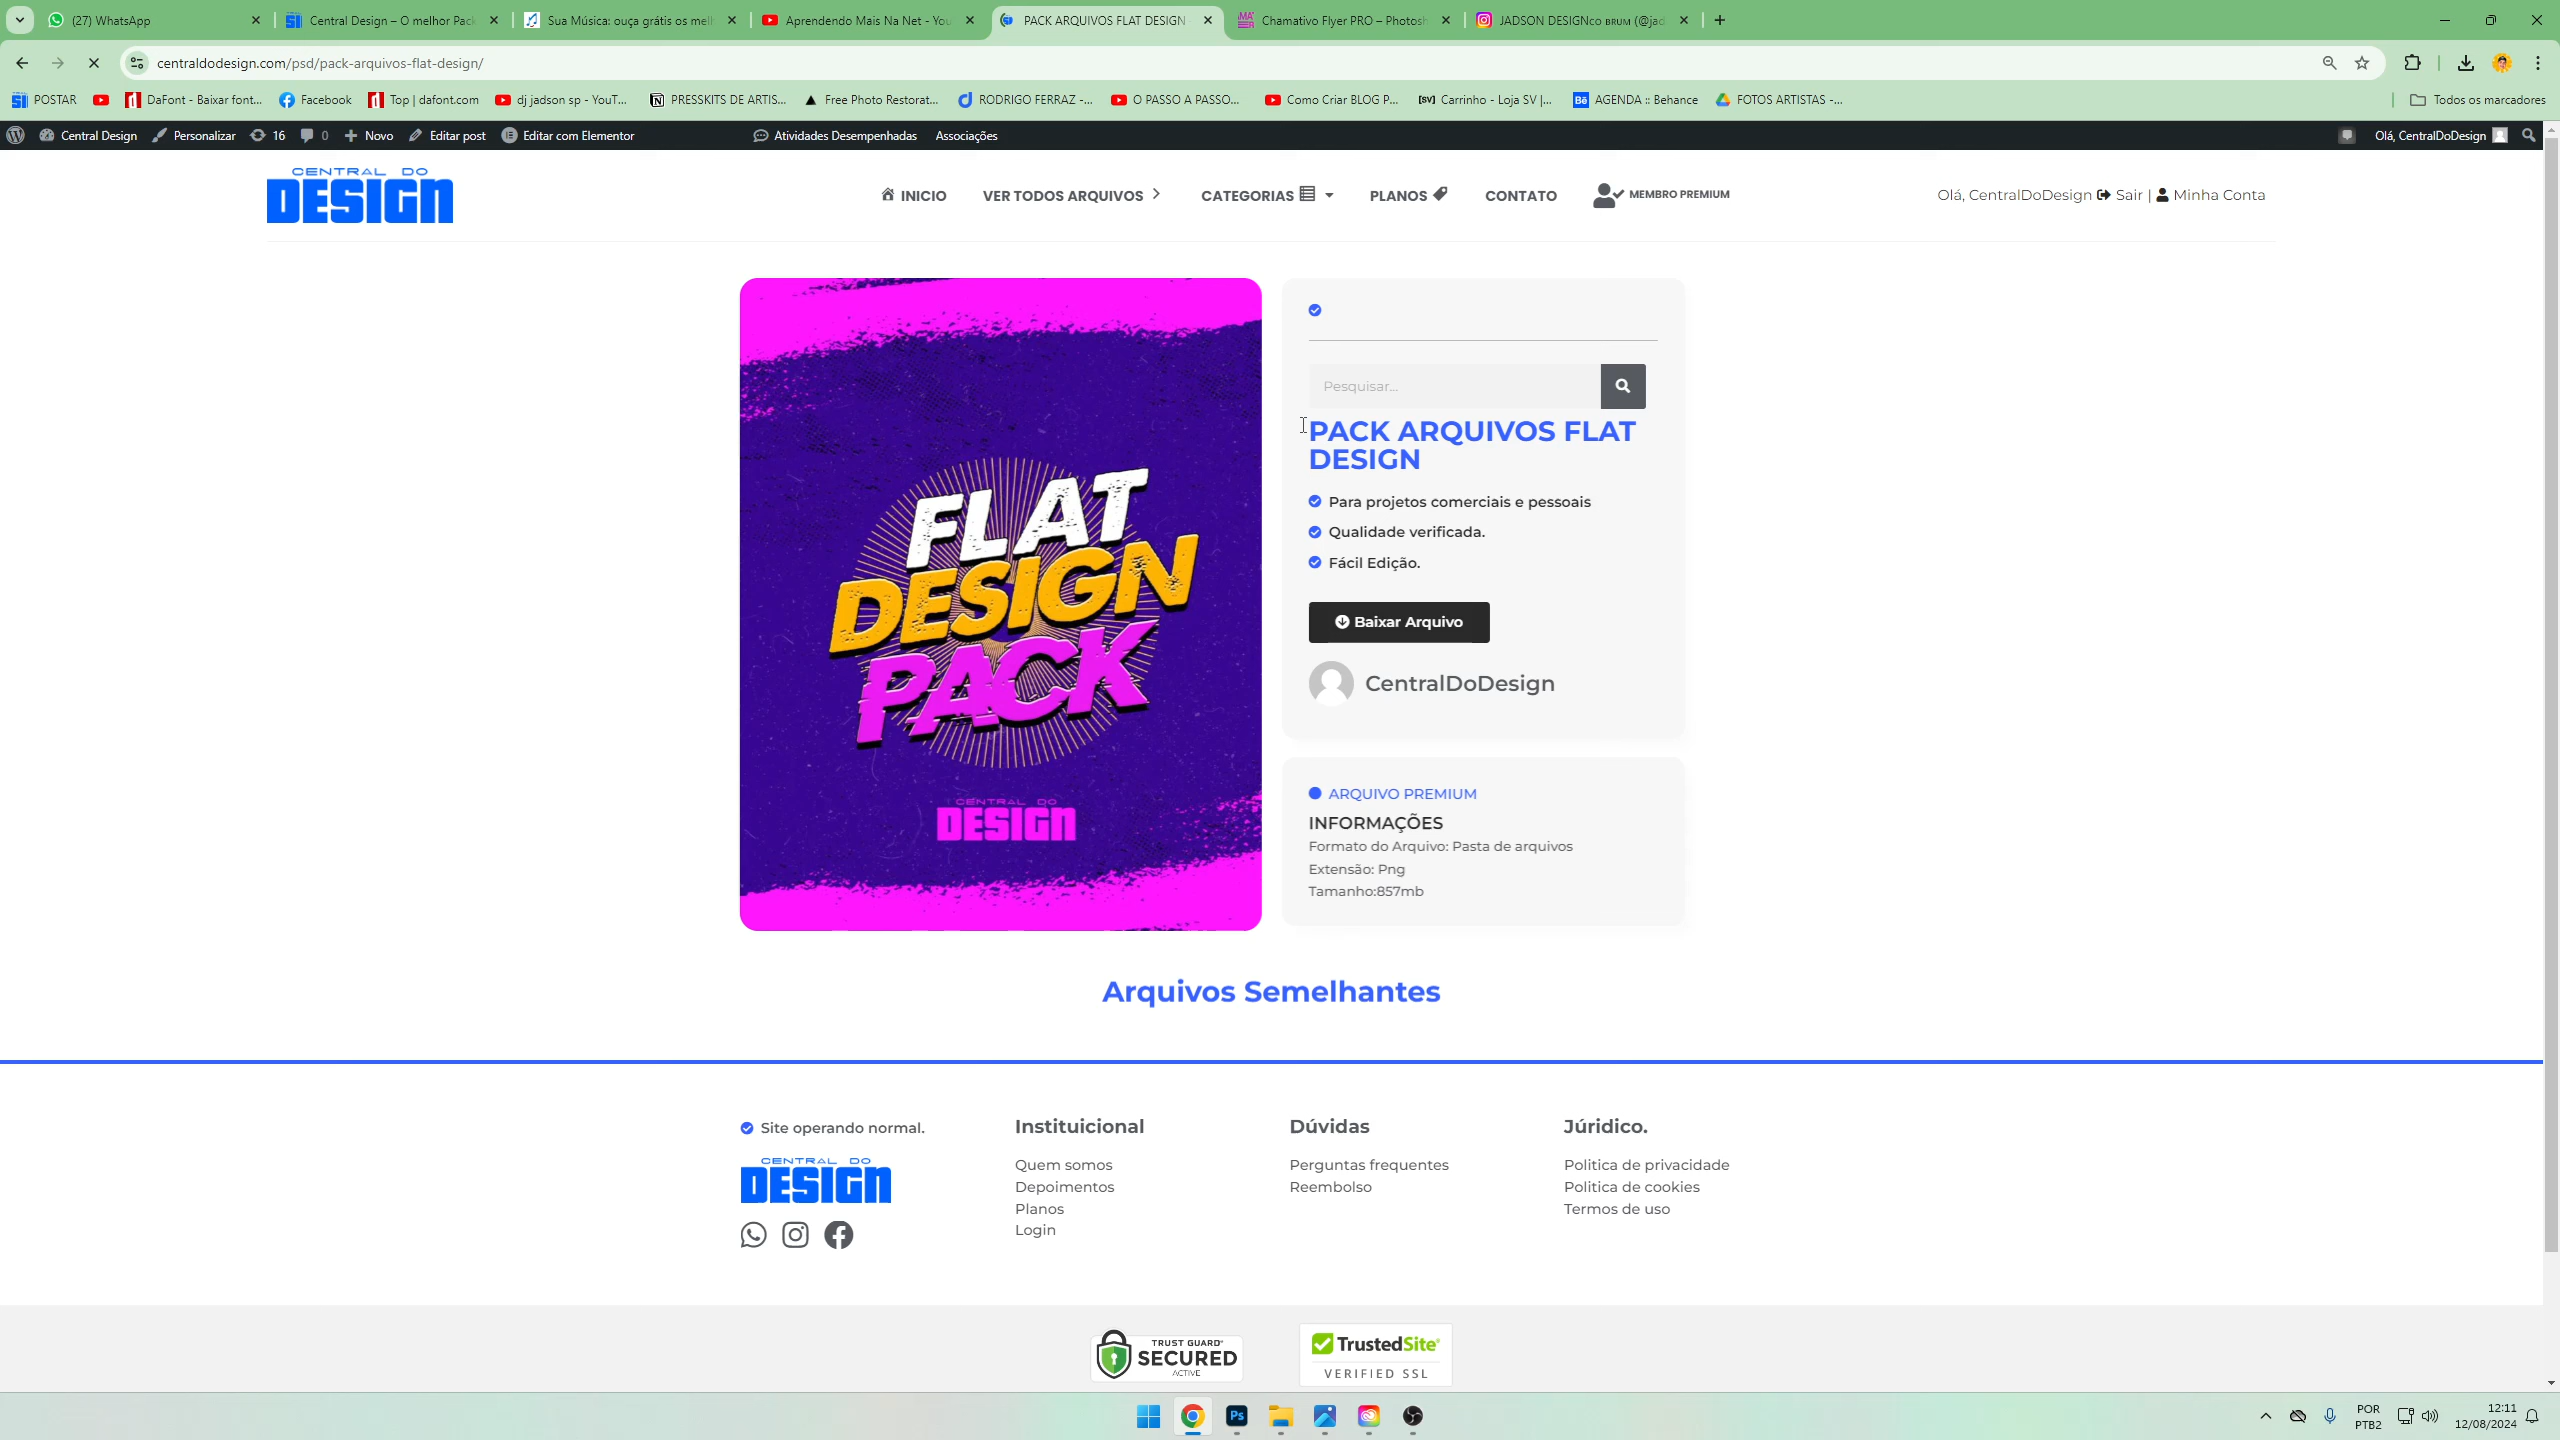 (27) WhatsApp
Central Design – O melhor Pack
Sua Música: ouça grátis os melh
Aprendendo Mais Na Net - You
PACK ARQUIVOS FLAT DESIGN -
Chamativo Flyer PRO – Photosh
JADSON DESIGNco ʙʀᴜᴍ (@jad
centraldodesign.com/psd/pack-arquivos-flat-design/
POSTAR
DaFont - Baixar font...
Facebook
Top | dafont.com
dj jadson sp - YouT...
PRESSKITS DE ARTIS...
Free Photo Restorat...
RODRIGO FERRAZ -...
O PASSO A PASSO...
Como Criar BLOG P...
[SV] Carrinho - Loja SV |...
Bē AGENDA :: Behance
FOTOS ARTISTAS -...
Todos os marcadores
Central Design
Personalizar
16
0
Novo
Editar post
Editar com Elementor
Atividades Desempenhadas
Associações
Olá, CentralDoDesign
CENTRAL DO
DESIGN
INICIO
VER TODOS ARQUIVOS
CATEGORIAS
PLANOS
CONTATO
MEMBRO PREMIUM
Olá, CentralDoDesign Sair | Minha Conta
FLAT
DESIGN
PACK
CENTRAL DO
DESIGN
Pesquisar...
PACK ARQUIVOS FLAT
DESIGN
Para projetos comerciais e pessoais
Qualidade verificada.
Fácil Edição.
Baixar Arquivo
CentralDoDesign
ARQUIVO PREMIUM
INFORMAÇÕES
Formato do Arquivo: Pasta de arquivos
Extensão: Png
Tamanho:857mb
Arquivos Semelhantes
Site operando normal.
CENTRAL DO
DESIGN
Instituicional
Quem somos
Depoimentos
Planos
Login
Dúvidas
Perguntas frequentes
Reembolso
Júridico.
Politica de privacidade
Politica de cookies
Termos de uso
TRUST GUARD
SECURED
ACTIVE
TrustedSite
VERIFIED SSL
Ps
POR
PTB2
12:11
12/08/2024